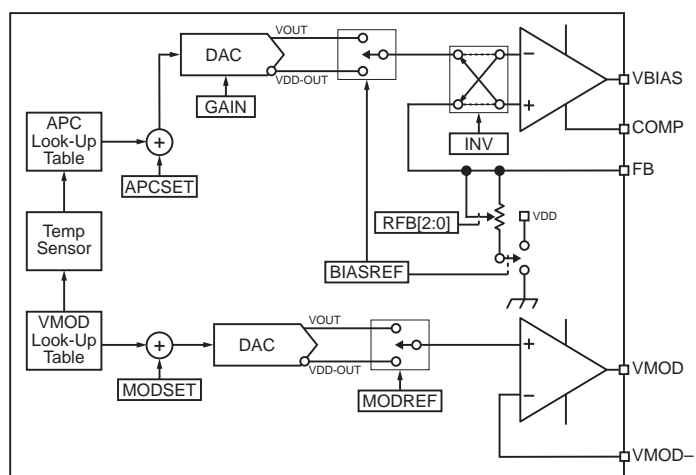 VOUT
DAC
VDD-OUT
GAIN
VBIAS
COMP
APC
Look-Up
Table
+
APCSET
–
+
INV
FB
RFB[2:0]
VDD
Temp
Sensor
BIASREF
VMOD
Look-Up
Table
+
MODSET
VOUT
DAC
VDD-OUT
MODREF
+
–
VMOD
VMOD–